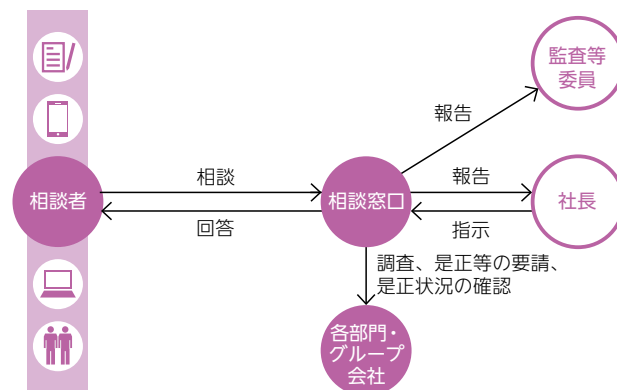 監査等
委員
報告
相談者
相談
回答
相談窓口
報告
指示
社長
調査、是正等の要請、
是正状況の確認
各部門・
グループ
会社